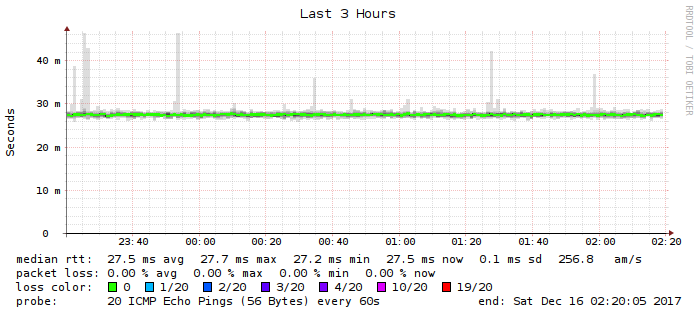 Last 3 Hours
RRDTOOL / TOBI OETIKER
Seconds
40 m
30 m
20 m
10 m
0
23:40 00:00 00:20 00:40 01:00 01:20 01:40 02:00 02:20
median rtt: 27.5 ms avg 27.7 ms max 27.2 ms min 27.5 ms now 0.1 ms sd 256.8 am/s
packet loss: 0.00 % avg 0.00 % max 0.00 % min 0.00 % now
loss color: 0 1/20 2/20 3/20 4/20 10/20 19/20
probe: 20 ICMP Echo Pings (56 Bytes) every 60s end: Sat Dec 16 02:20:05 2017